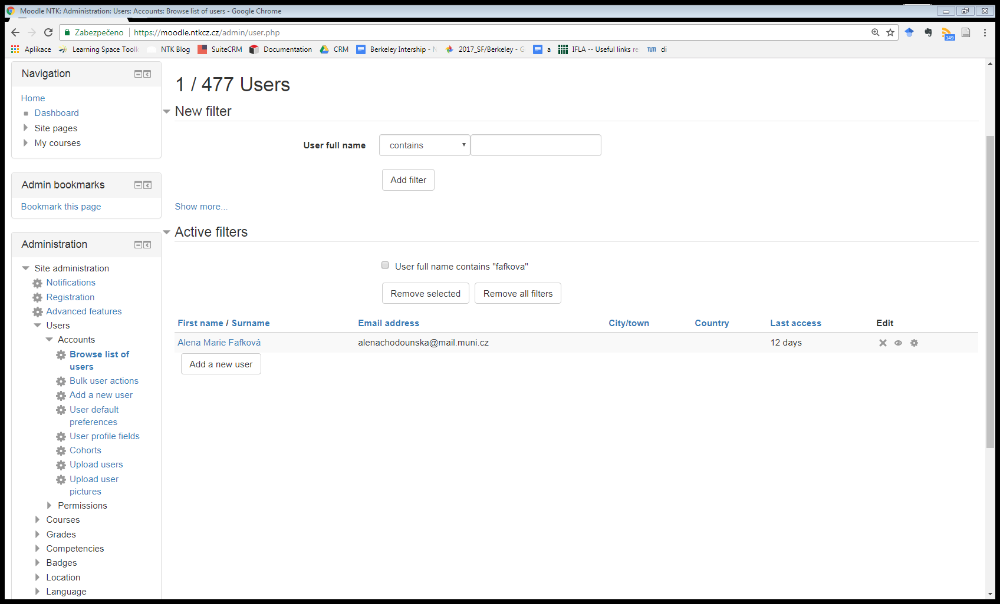 Moodle NTK: Administration: Users: Accounts: Browse list of users - Google Chrome
Zabezpečeno https://moodle.ntkcz.cz/admin/user.php
149
Aplikace Learning Space Toolk NTK Blog SuiteCRM Documentation CRM Berkeley Intership - N 2017_SF/Berkeley - G a IFLA -- Useful links re TUM di
Navigation
Home
Dashboard
Site pages
My courses
Admin bookmarks
Bookmark this page
Administration
Site administration
Notifications
Registration
Advanced features
Users
Accounts
Browse list of
users
Bulk user actions
Add a new user
User default
preferences
User profile fields
Cohorts
Upload users
Upload user
pictures
Permissions
Courses
Grades
Competencies
Badges
Location
Language
1 / 477 Users
New filter
User full name contains
Add filter
Show more...
Active filters
User full name contains "fafkova"
Remove selected Remove all filters
First name / Surname Email address City/town Country Last access Edit
Alena Marie Fafková alenachodounska@mail.muni.cz 12 days
Add a new user